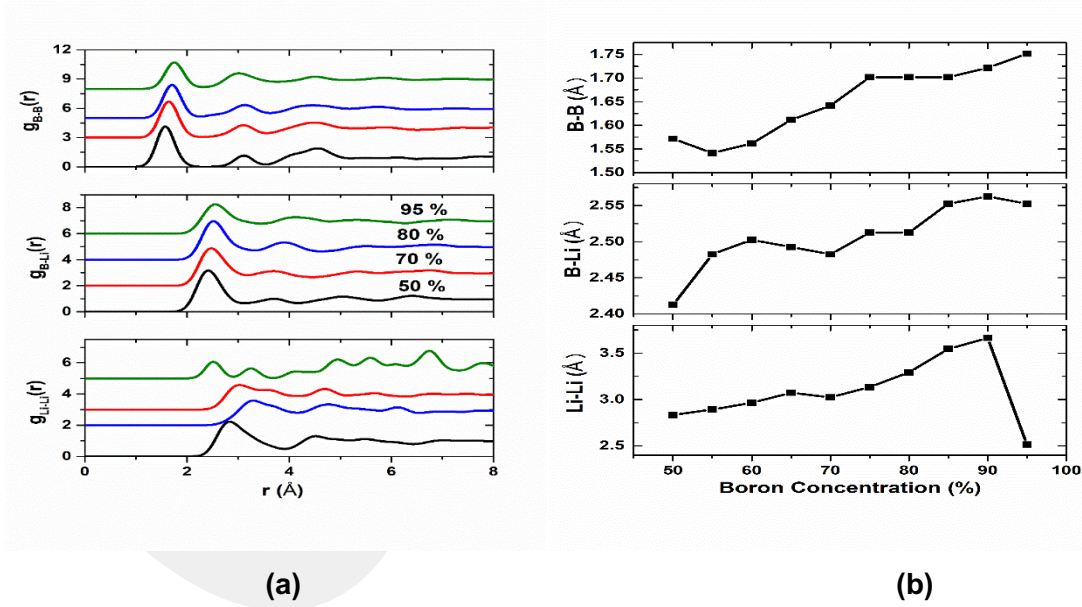 12
9
6
3
0
g_B-B(r)
8
6
4
2
0
g_B-Li(r)
95 %
80 %
70 %
50 %
6
4
2
0
g_Li-Li(r)
0 2 4 6 8
r (Å)
(a)
1.75
1.70
1.65
1.60
1.55
1.50
B-B (Å)
2.55
2.50
2.45
2.40
B-Li (Å)
3.5
3.0
2.5
Li-Li (Å)
50 60 70 80 90 100
Boron Concentration (%)
(b)